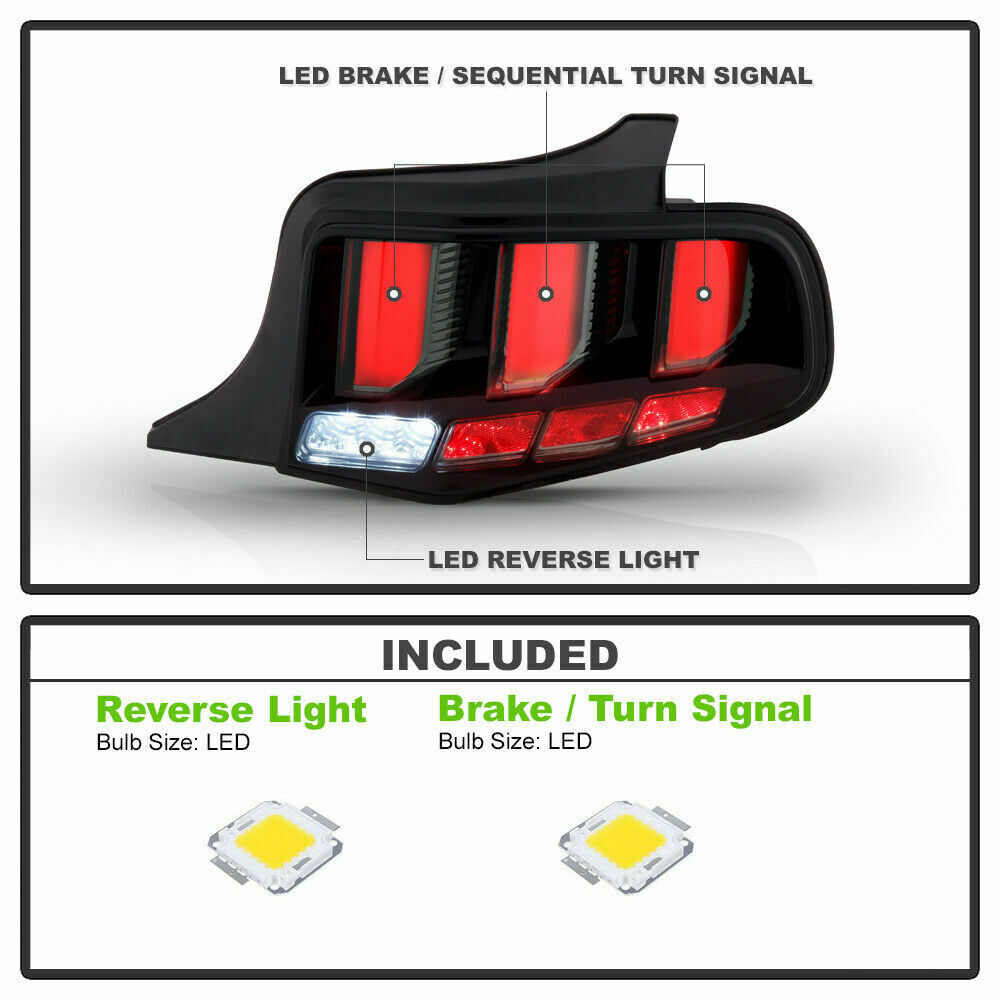 LED BRAKE / SEQUENTIAL TURN SIGNAL
LED REVERSE LIGHT
INCLUDED
Reverse Light
Bulb Size: LED
Brake / Turn Signal
Bulb Size: LED